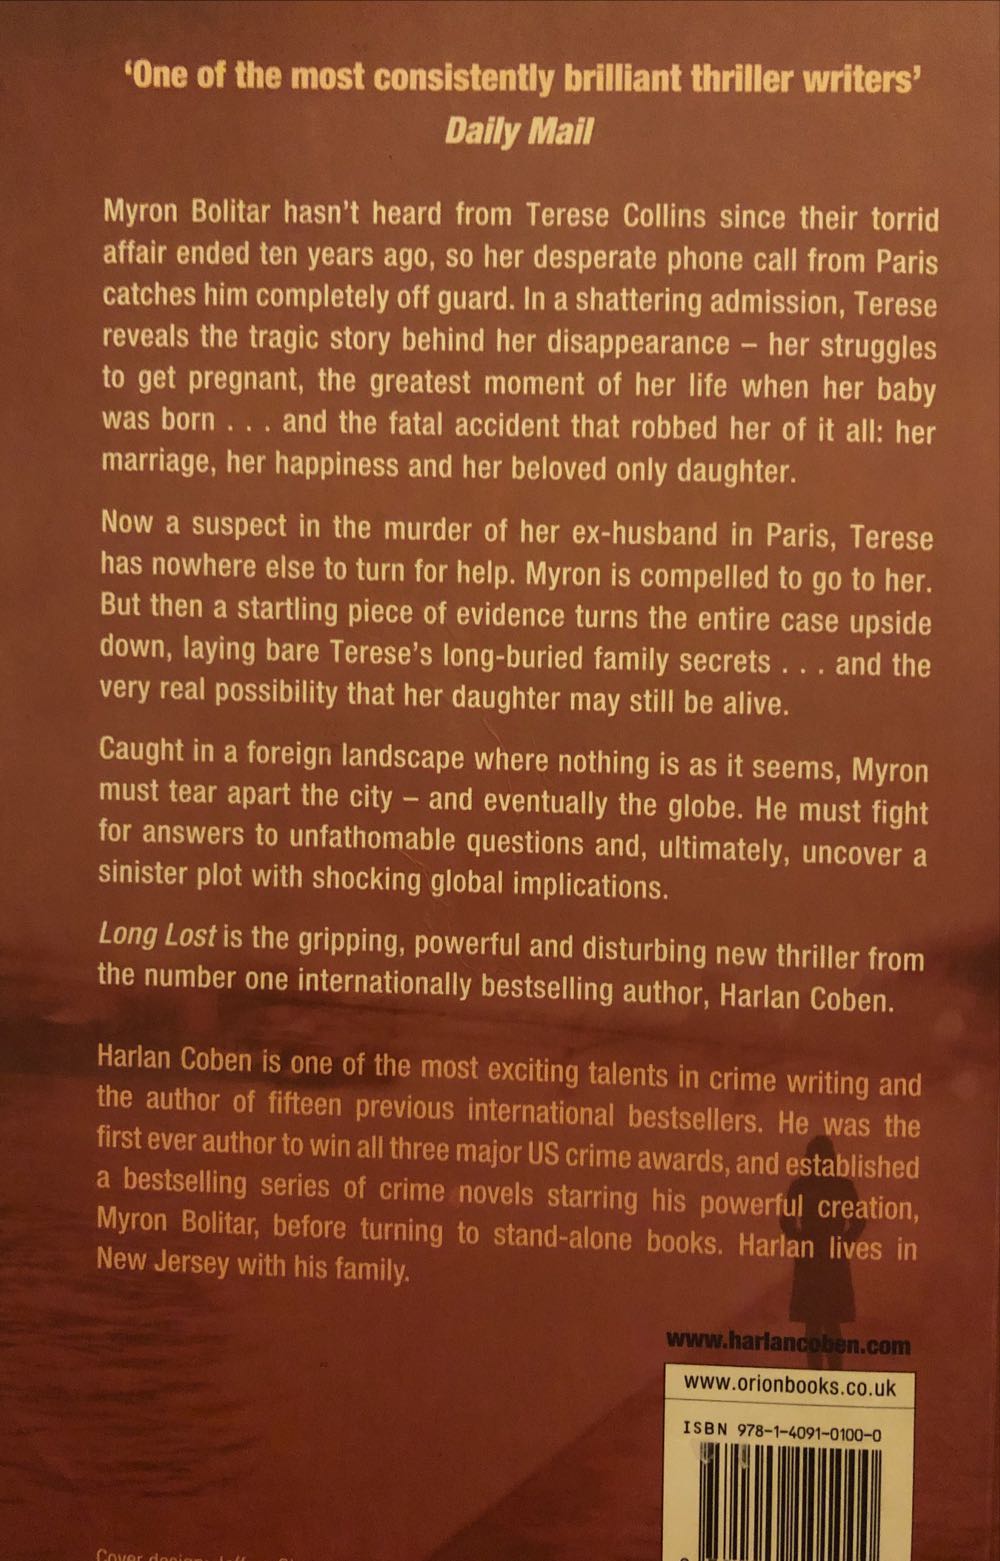 ‘One of the most consistently brilliant thriller writers’
Daily Mail
Myron Bolitar hasn't heard from Terese Collins since their torrid
affair ended ten years ago, so her desperate phone call from Paris
catches him completely off guard. In a shattering admission, Terese
reveals the tragic story behind her disappearance – her struggles
to get pregnant, the greatest moment of her life when her baby
was born . . . and the fatal accident that robbed her of it all: her
marriage, her happiness and her beloved only daughter.
Now a suspect in the murder of her ex-husband in Paris, Terese
has nowhere else to turn for help. Myron is compelled to go to her.
But then a startling piece of evidence turns the entire case upside
down, laying bare Terese's long-buried family secrets . . . and the
very real possibility that her daughter may still be alive.
Caught in a foreign landscape where nothing is as it seems, Myron
must tear apart the city – and eventually the globe. He must fight
for answers to unfathomable questions and, ultimately, uncover a
sinister plot with shocking global implications.
Long Lost is the gripping, powerful and disturbing new thriller from
the number one internationally bestselling author, Harlan Coben.
Harlan Coben is one of the most exciting talents in crime writing and
the author of fifteen previous international bestsellers. He was the
first ever author to win all three major US crime awards, and established
a bestselling series of crime novels starring his powerful creation,
Myron Bolitar, before turning to stand-alone books. Harlan lives in
New Jersey with his family.
www.harlancoben.com
www.orionbooks.co.uk
ISBN 978-1-4091-0100-0
Cover